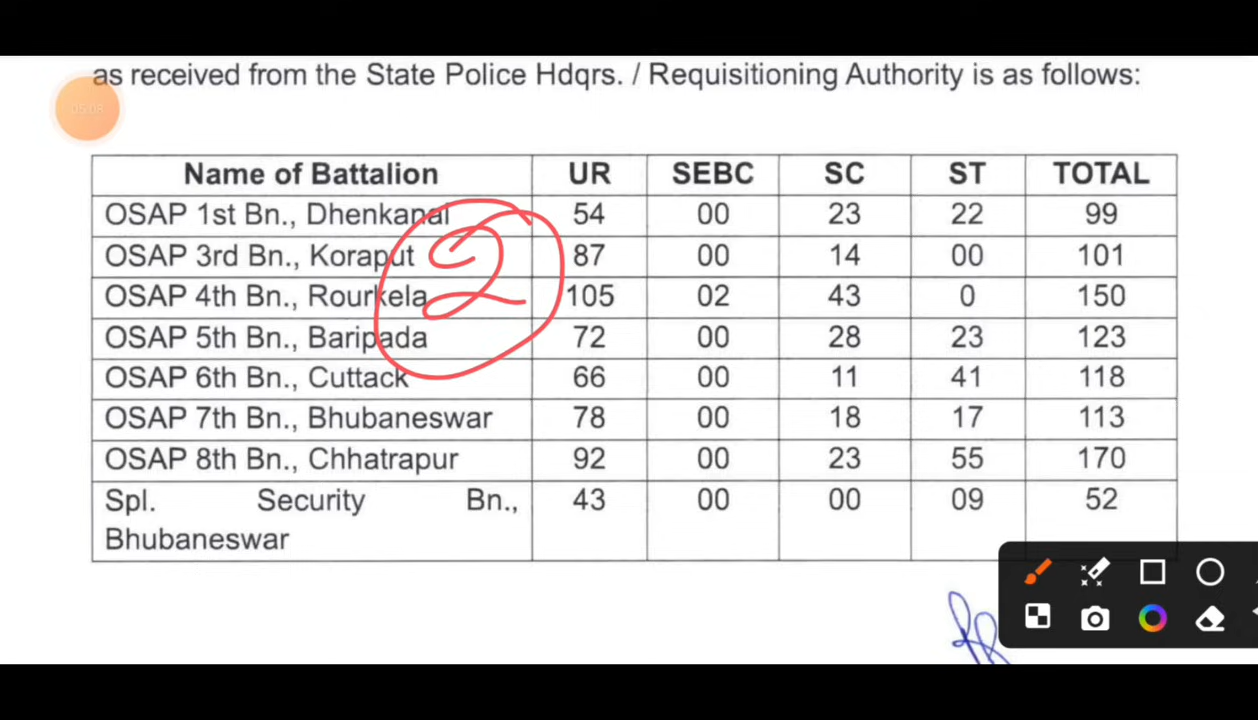 as received from the State Police Hdqrs. / Requisitioning Authority is as follows:
05:08
Name of Battalion UR SEBC SC ST TOTAL
OSAP 1st Bn., Dhenkanal 54 00 23 22 99
OSAP 3rd Bn., Koraput 87 00 14 00 101
OSAP 4th Bn., Rourkela 105 02 43 0 150
OSAP 5th Bn., Baripada 72 00 28 23 123
OSAP 6th Bn., Cuttack 66 00 11 41 118
OSAP 7th Bn., Bhubaneswar 78 00 18 17 113
OSAP 8th Bn., Chhatrapur 92 00 23 55 170
Spl. Security Bn., 43 00 00 09 52
Bhubaneswar
2